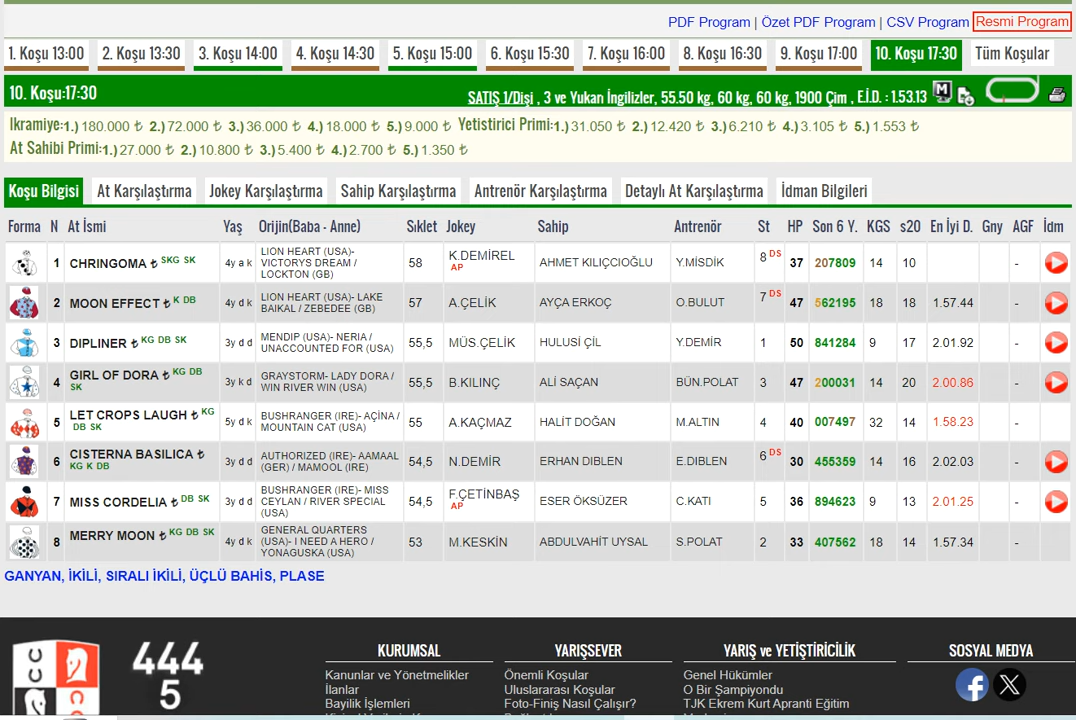 PDF Program | Özet PDF Program | CSV Program Resmi Program
1. Koşu 13:00 2. Koşu 13:30 3. Koşu 14:00 4. Koşu 14:30 5. Koşu 15:00 6. Koşu 15:30 7. Koşu 16:00 8. Koşu 16:30 9. Koşu 17:00 10. Koşu 17:30 Tüm Koşular
10. Koşu:17:30 SATIŞ 1/Dişi , 3 ve Yukarı İngilizler, 55.50 kg, 60 kg, 60 kg, 1900 Çim , E.İ.D. : 1.53.13 M
Ikramiye:1.) 180.000 ₺ 2.) 72.000 ₺ 3.) 36.000 ₺ 4.) 18.000 ₺ 5.) 9.000 ₺ Yetistirici Primi:1.) 31.050 ₺ 2.) 12.420 ₺ 3.) 6.210 ₺ 4.) 3.105 ₺ 5.) 1.553 ₺
At Sahibi Primi:1.) 27.000 ₺ 2.) 10.800 ₺ 3.) 5.400 ₺ 4.) 2.700 ₺ 5.) 1.350 ₺
Koşu Bilgisi At Karşılaştırma Jokey Karşılaştırma Sahip Karşılaştırma Antrenör Karşılaştırma Detaylı At Karşılaştırma İdman Bilgileri
Forma N At İsmi Yaş Orijin(Baba - Anne) Sıklet Jokey Sahip Antrenör St HP Son 6 Y. KGS s20 En İyi D. Gny AGF İdm
1 CHRINGOMA ₺ SKG SK 4y a k LION HEART (USA)- VICTORYS DREAM / LOCKTON (GB) 58 K.DEMİREL AP AHMET KILIÇCIOĞLU Y.MİSDİK 8 DS 37 207809 14 10 -
2 MOON EFFECT ₺ K DB 4y d k LION HEART (USA)- LAKE BAIKAL / ZEBEDEE (GB) 57 A.ÇELİK AYÇA ERKOÇ O.BULUT 7 DS 47 562195 18 18 1.57.44 -
3 DIPLINER ₺ KG DB SK 3y d d MENDIP (USA)- NERIA / UNACCOUNTED FOR (USA) 55,5 MÜS.ÇELİK HULUSİ ÇİL Y.DEMİR 1 50 841284 9 17 2.01.92 -
4 GIRL OF DORA ₺ KG DB SK 3y k d GRAYSTORM- LADY DORA / WIN RIVER WIN (USA) 55,5 B.KILINÇ ALİ SAÇAN BÜN.POLAT 3 47 200031 14 20 2.00.86 -
5 LET CROPS LAUGH ₺ KG DB SK 5y d k BUSHRANGER (IRE)- AÇİNA / MOUNTAIN CAT (USA) 55 A.KAÇMAZ HALİT DOĞAN M.ALTIN 4 40 007497 32 14 1.58.23 -
6 CISTERNA BASILICA ₺ KG K DB 3y d d AUTHORIZED (IRE)- AAMAAL (GER) / MAMOOL (IRE) 54,5 N.DEMİR ERHAN DIBLEN E.DIBLEN 6 DS 30 455359 14 16 2.02.03 -
7 MISS CORDELIA ₺ DB SK 3y d d BUSHRANGER (IRE)- MISS CEYLAN / RIVER SPECIAL (USA) 54,5 F.ÇETİNBAŞ AP ESER ÖKSÜZER C.KATI 5 36 894623 9 13 2.01.25 -
8 MERRY MOON ₺ KG DB SK 4y d k GENERAL QUARTERS (USA)- I NEED A HERO / YONAGUSKA (USA) 53 M.KESKİN ABDULVAHİT UYSAL S.POLAT 2 33 407562 18 14 1.57.34 -
GANYAN, İKİLİ, SIRALI İKİLİ, ÜÇLÜ BAHİS, PLASE
444 KURUMSAL YARIŞSEVER YARIŞ ve YETİŞTİRİCİLİK SOSYAL MEDYA
5 Kanunlar ve Yönetmelikler Önemli Koşular Genel Hükümler
İlanlar Uluslararası Koşular O Bir Şampiyondu
Bayilik İşlemleri Foto-Finiş Nasıl Çalışır? TJK Ekrem Kurt Apranti Eğitim